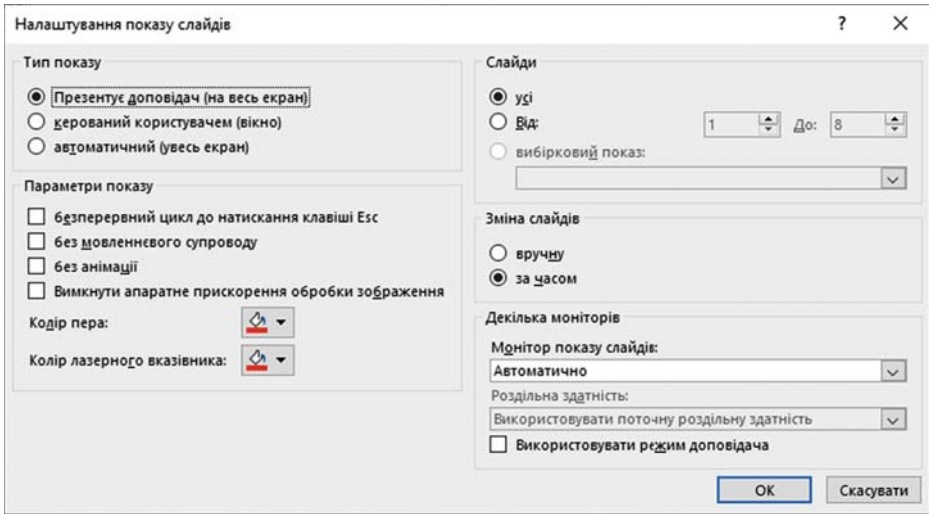 Налаштування показу слайдів
?
Тип показу
Презентує доповідач (на весь екран)
керований користувачем (вікно)
автоматичний (увесь екран)
Параметри показу
безперервний цикл до натискання клавіші Esc
без мовленнєвого супроводу
без анімації
Вимкнути апаратне прискорення обробки зображення
Колір пера:
Колір лазерного вказівника:
Слайди
усі
Від: 1 До: 8
вибірковий показ:
Зміна слайдів
вручну
за часом
Декілька моніторів
Монітор показу слайдів:
Автоматично
Роздільна здатність:
Використовувати поточну роздільну здатність
Використовувати режим доповідача
ОК Скасувати